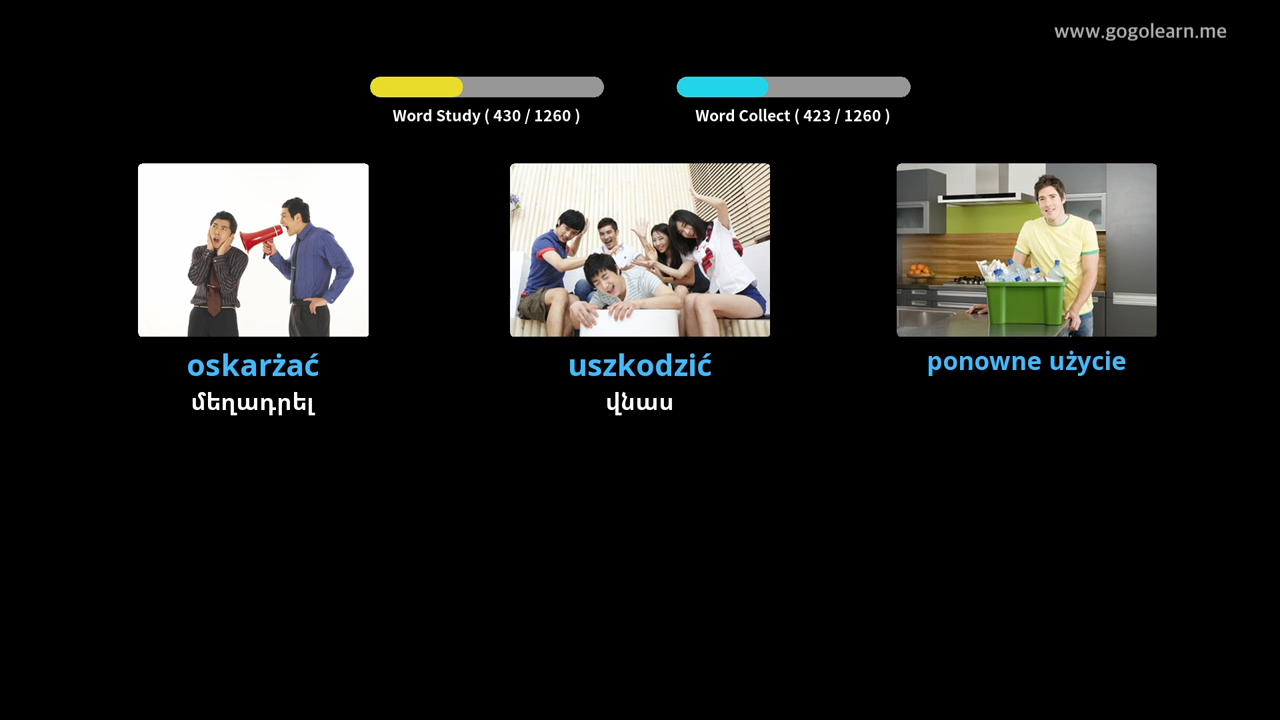 www.gogolearn.me
Word Study ( 430 / 1260 )
Word Collect ( 423 / 1260 )
oskarżać
մեղադրել
uszkodzić
վնաս
ponowne użycie